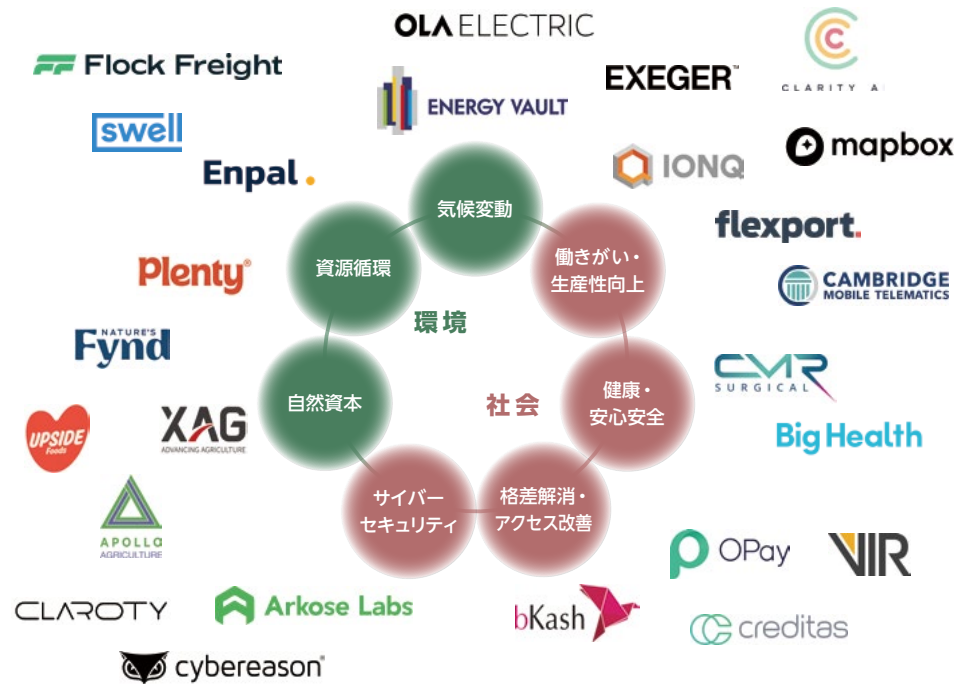 OLA ELECTRIC
Flock Freight
EXEGER™
CLARITY A
ENERGY VAULT
swell
mapbox
Enpal.
IONQ
気候変動
flexport.
資源循環
働きがい・
生産性向上
Plenty®
CAMBRIDGE
MOBILE TELEMATICS
環境
NATURE'S
Fynd
CMR
SURGICAL
健康・
安心安全
自然資本
社会
UPSIDE
Foods
XAG
ADVANCING AGRICULTURE
Big Health
サイバー
セキュリティ
格差解消・
アクセス改善
APOLLO
AGRICULTURE
OPay
VIR
CLAROTY
Arkose Labs
bKash
creditas
cybereason®